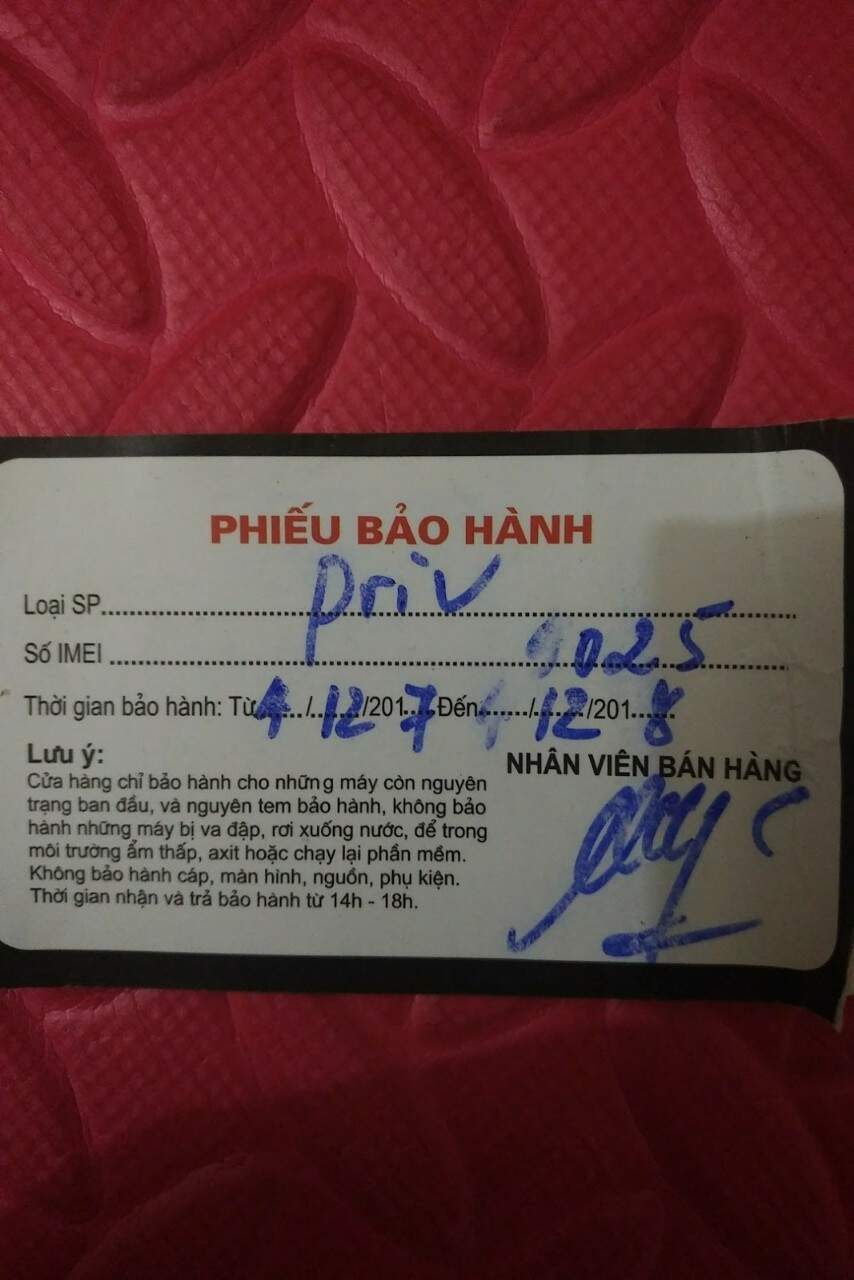 PHIẾU BẢO HÀNH
Loại SP..........Priv..........
Số IMEI ..........9025
Thời gian bảo hành: Từ 4 / 12 /2017 Đến 4 / 12 /2018
Lưu ý:
NHÂN VIÊN BÁN HÀNG
Cửa hàng chỉ bảo hành cho những máy còn nguyên
trạng ban đầu, và nguyên tem bảo hành, không bảo
hành những máy bị va đập, rơi xuống nước, để trong
môi trường ẩm thấp, axit hoặc chạy lại phần mềm.
Không bảo hành cáp, màn hình, nguồn, phụ kiện.
Thời gian nhận và trả bảo hành từ 14h - 18h.